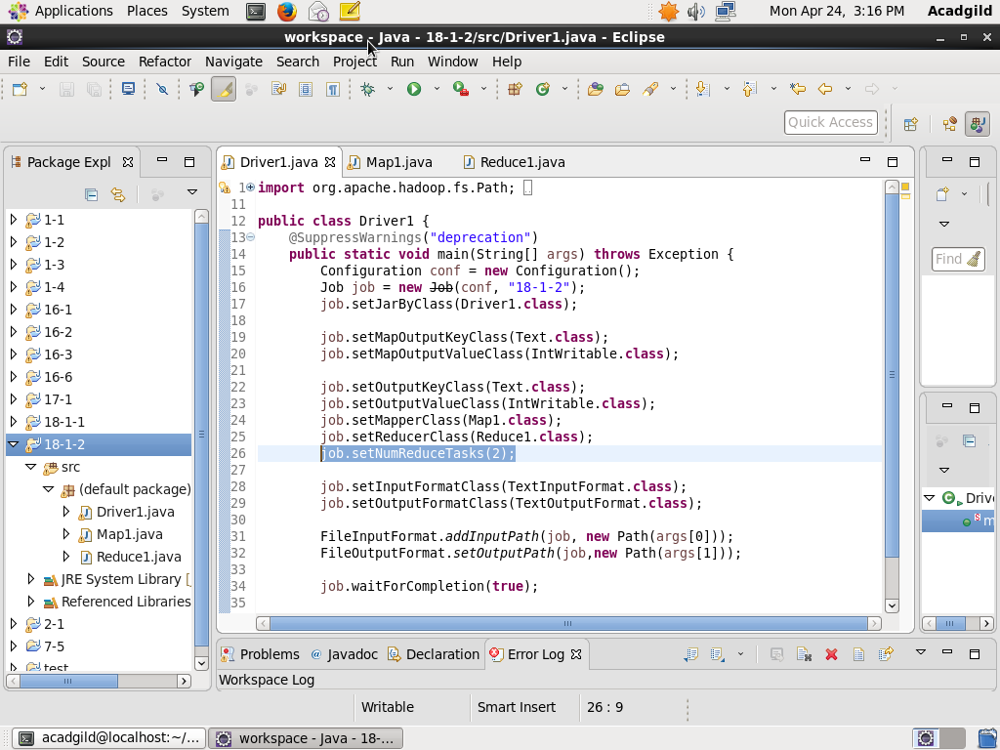 Applications Places System Mon Apr 24, 3:16 PM Acadgild
workspace - Java - 18-1-2/src/Driver1.java - Eclipse
File Edit Source Refactor Navigate Search Project Run Window Help
Quick Access
Package Expl
Driver1.java Map1.java Reduce1.java
1-1
1-2
1-3
1-4
16-1
16-2
16-3
16-6
17-1
18-1-1
18-1-2
src
(default package)
Driver1.java
Map1.java
Reduce1.java
JRE System Library [
Referenced Libraries
2-1
7-5
test
1 import org.apache.hadoop.fs.Path;
11
12 public class Driver1 {
13 @SuppressWarnings("deprecation")
14 public static void main(String[] args) throws Exception {
15 Configuration conf = new Configuration();
16 Job job = new Job(conf, "18-1-2");
17 job.setJarByClass(Driver1.class);
18
19 job.setMapOutputKeyClass(Text.class);
20 job.setMapOutputValueClass(IntWritable.class);
21
22 job.setOutputKeyClass(Text.class);
23 job.setOutputValueClass(IntWritable.class);
24 job.setMapperClass(Map1.class);
25 job.setReducerClass(Reduce1.class);
26 job.setNumReduceTasks(2);
27
28 job.setInputFormatClass(TextInputFormat.class);
29 job.setOutputFormatClass(TextOutputFormat.class);
30
31 FileInputFormat.addInputPath(job, new Path(args[0]));
32 FileOutputFormat.setOutputPath(job,new Path(args[1]));
33
34 job.waitForCompletion(true);
35
Find
Driv
m
Problems @ Javadoc Declaration Error Log
Workspace Log
Writable Smart Insert 26 : 9
acadgild@localhost:~/... workspace - Java - 18-...